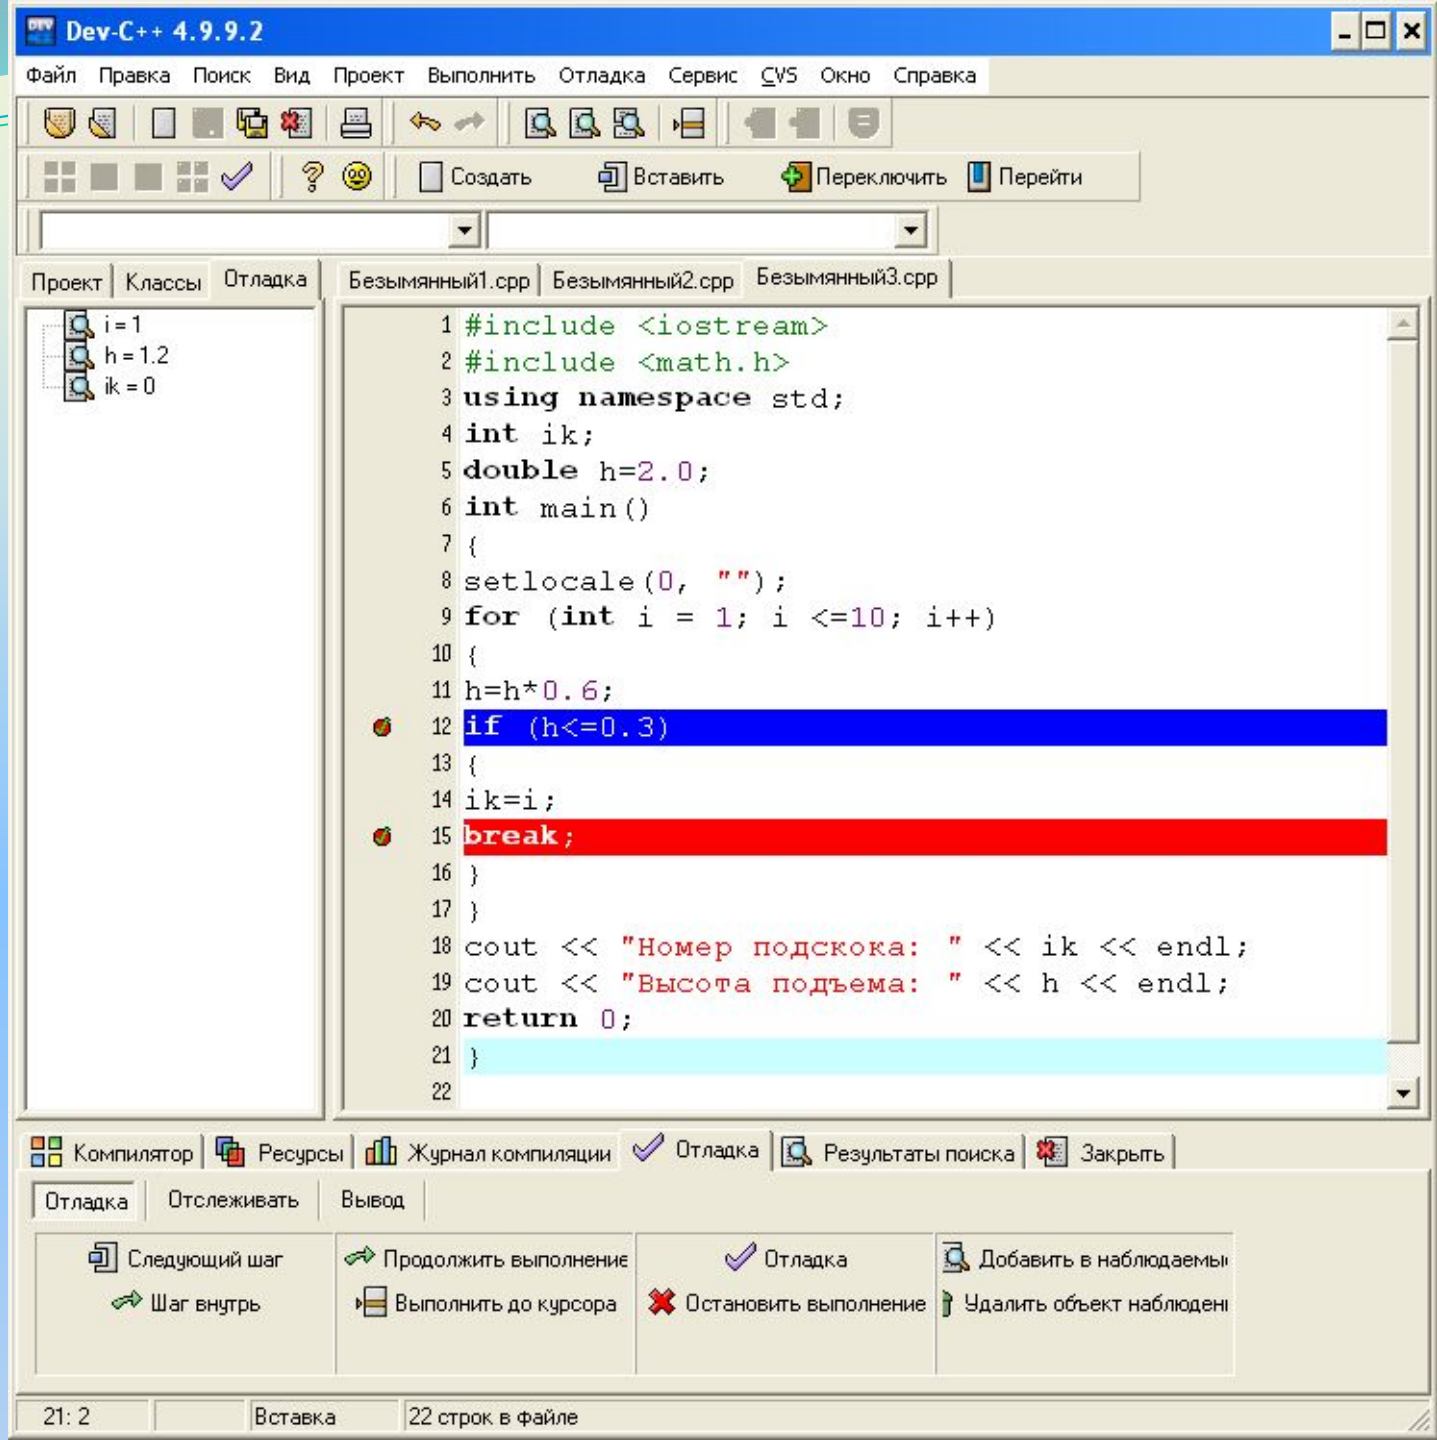 Dev-C++ 4.9.9.2
Файл Правка Поиск Вид Проект Выполнить Отладка Сервис CVS Окно Справка
Создать Вставить Переключить Перейти
Проект Классы Отладка Безымянный1.cpp Безымянный2.cpp Безымянный3.cpp
i = 1
h = 1.2
ik = 0
1 #include <iostream>
2 #include <math.h>
3 using namespace std;
4 int ik;
5 double h=2.0;
6 int main()
7 {
8 setlocale(0, "");
9 for (int i = 1; i <=10; i++)
10 {
11 h=h*0.6;
12 if (h<=0.3)
13 {
14 ik=i;
15 break;
16 }
17 }
18 cout << "Номер подскока: " << ik << endl;
19 cout << "Высота подъема: " << h << endl;
20 return 0;
21 }
22
Компилятор Ресурсы Журнал компиляции Отладка Результаты поиска Закрыть
Отладка Отслеживать Вывод
Следующий шаг Продолжить выполнение Отладка Добавить в наблюдаемы
Шаг внутрь Выполнить до курсора Остановить выполнение Удалить объект наблюден
21: 2 Вставка 22 строк в файле